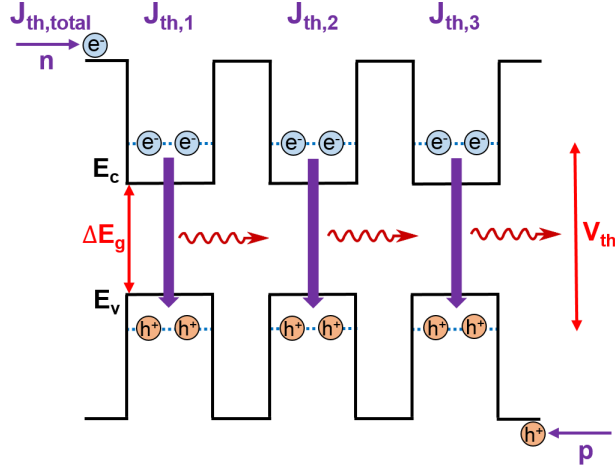 J_th,total J_th,1 J_th,2 J_th,3
e⁻
n
e⁻ e⁻ e⁻ e⁻ e⁻ e⁻
E_c
ΔE_g V_th
E_v
h⁺ h⁺ h⁺ h⁺ h⁺ h⁺
h⁺
p